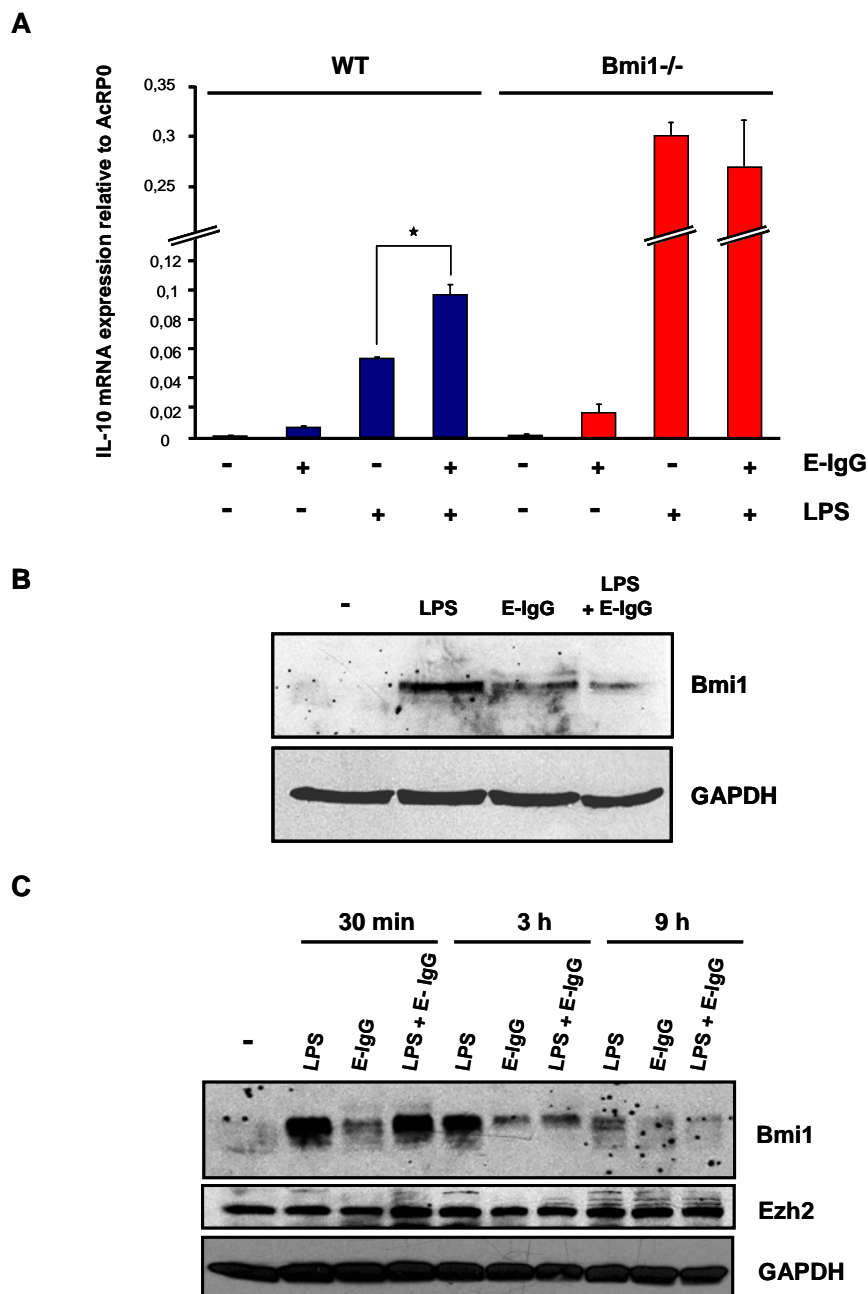 A
WT Bmi1-/-
IL-10 mRNA expression relative to AcRP0
0,35
0,3
0,25
0,12
0,1
0,08
0,06
0,04
0,02
0
- + - + - + - + E-IgG
- - + + - - + + LPS
B
- LPS E-IgG LPS + E-IgG
Bmi1
GAPDH
C
30 min 3 h 9 h
- LPS E-IgG LPS + E- IgG LPS E-IgG LPS + E-IgG LPS E-IgG LPS + E-IgG
Bmi1
Ezh2
GAPDH